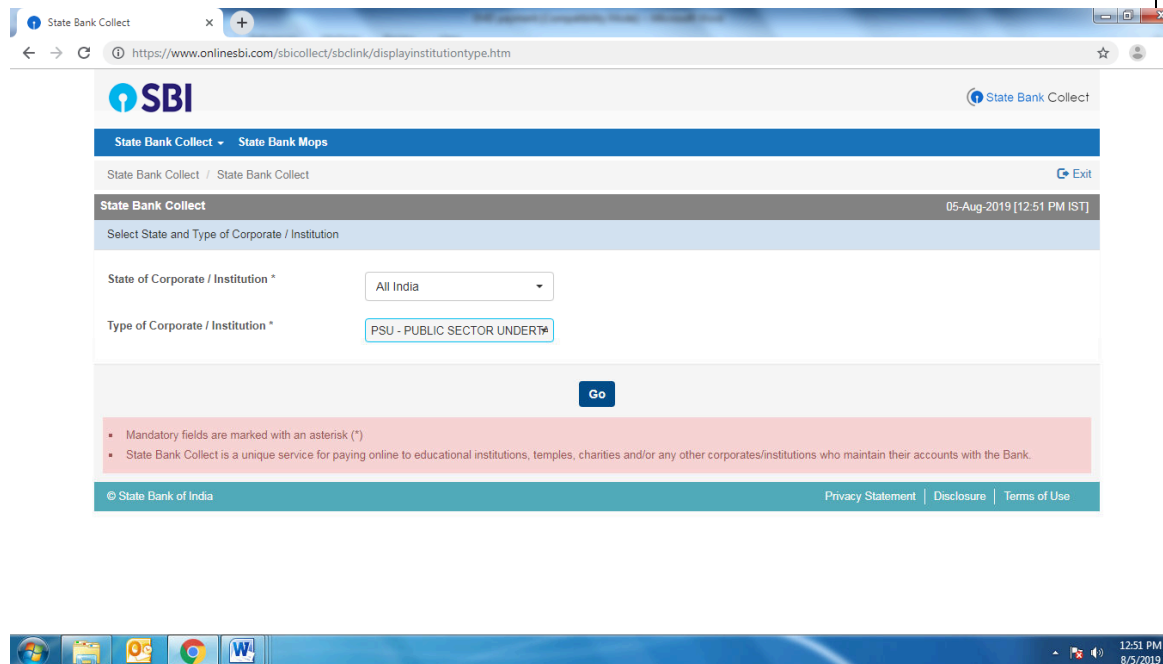 State Bank Collect
https://www.onlinesbi.com/sbicollect/sbclink/displayinstitutiontype.htm
SBI
State Bank Collect
State Bank Collect State Bank Mops
State Bank Collect / State Bank Collect
Exit
State Bank Collect
05-Aug-2019 [12:51 PM IST]
Select State and Type of Corporate / Institution
State of Corporate / Institution *
All India
Type of Corporate / Institution *
PSU - PUBLIC SECTOR UNDERTA
Go
Mandatory fields are marked with an asterisk (*)
State Bank Collect is a unique service for paying online to educational institutions, temples, charities and/or any other corporates/institutions who maintain their accounts with the Bank.
© State Bank of India
Privacy Statement | Disclosure | Terms of Use
12:51 PM
8/5/2019